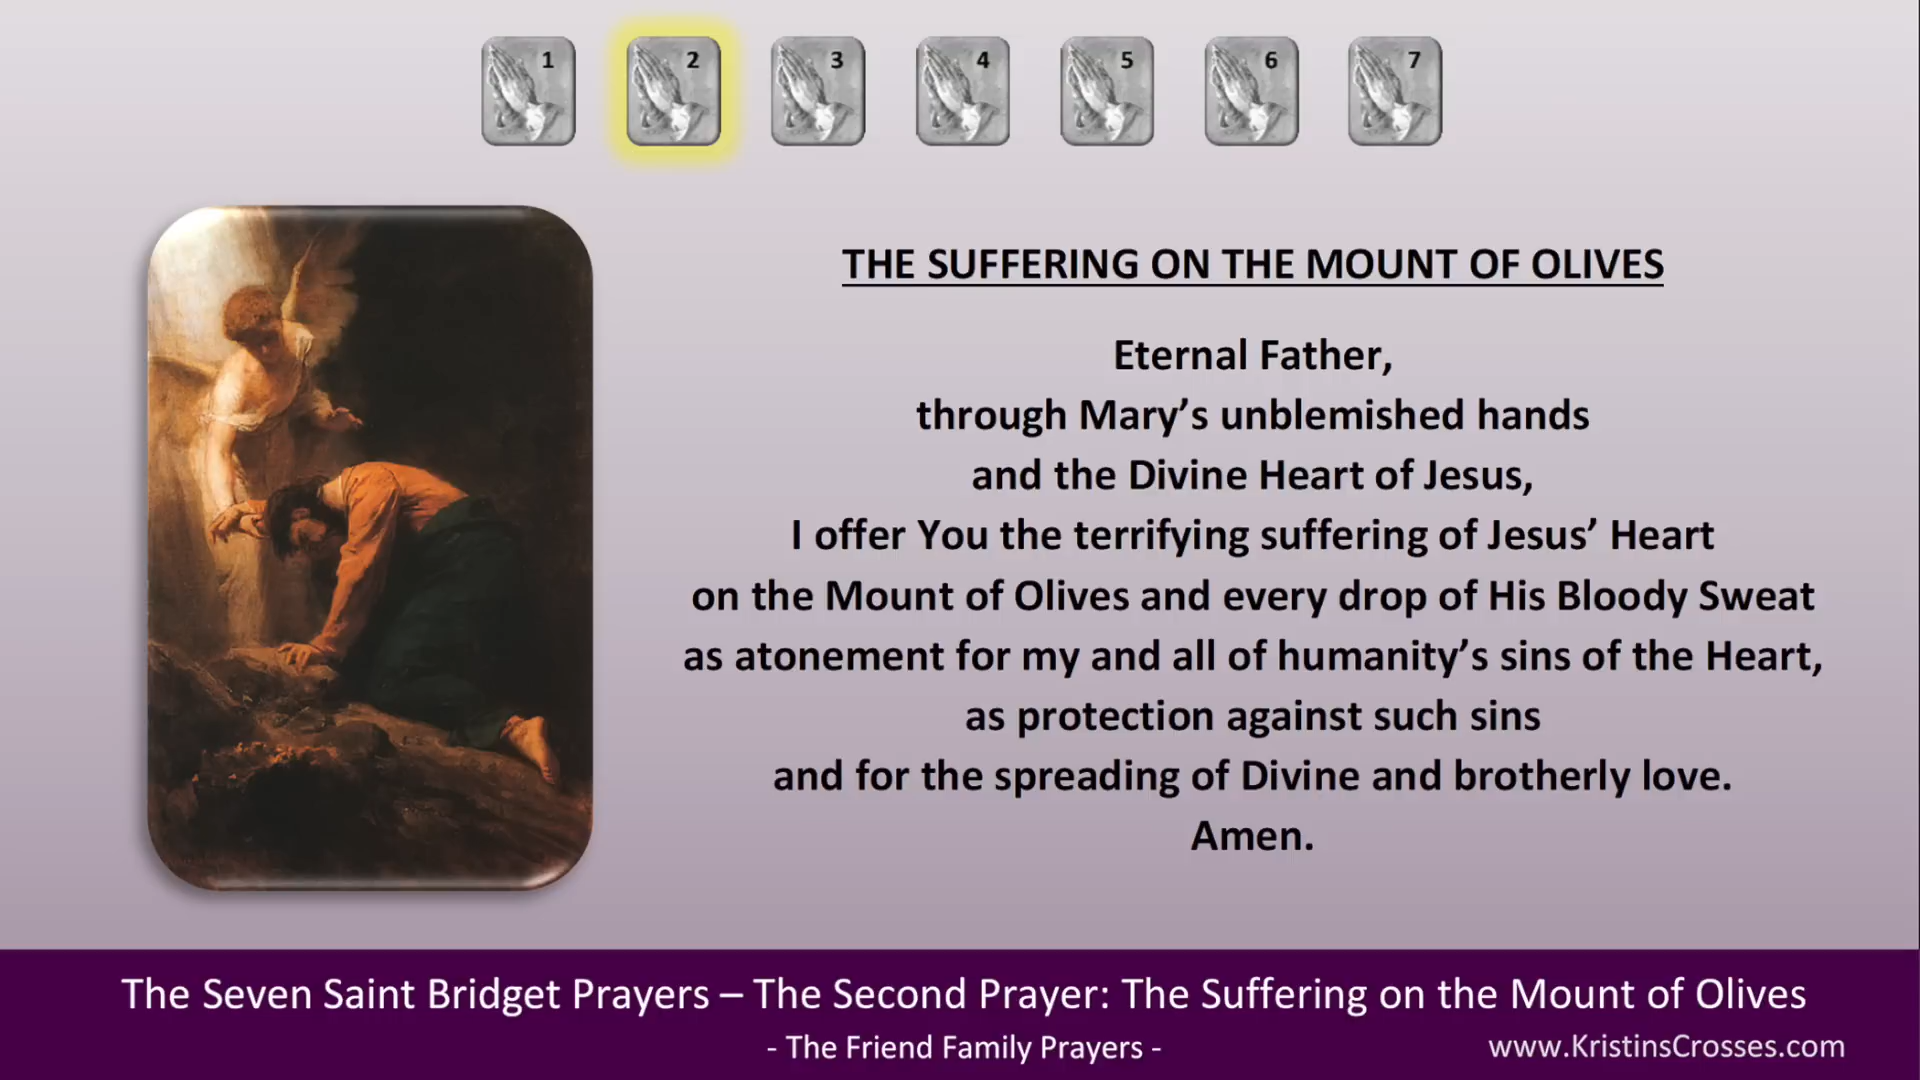 1 2 3 4 5 6 7
THE SUFFERING ON THE MOUNT OF OLIVES
Eternal Father,
through Mary’s unblemished hands
and the Divine Heart of Jesus,
I offer You the terrifying suffering of Jesus’ Heart
on the Mount of Olives and every drop of His Bloody Sweat
as atonement for my and all of humanity’s sins of the Heart,
as protection against such sins
and for the spreading of Divine and brotherly love.
Amen.
The Seven Saint Bridget Prayers – The Second Prayer: The Suffering on the Mount of Olives
- The Friend Family Prayers -
www.KristinsCrosses.com